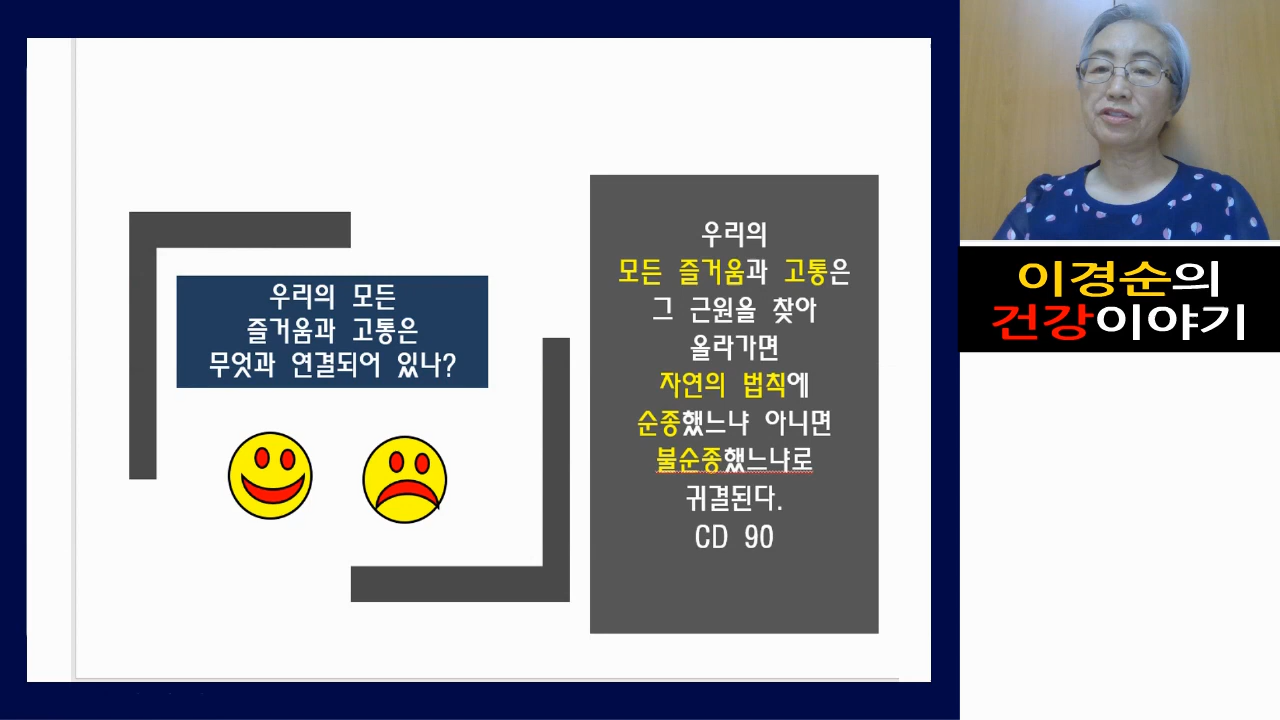 우리의 모든
즐거움과 고통은
무엇과 연결되어 있나?
우리의
모든 즐거움과 고통은
그 근원을 찾아
올라가면
자연의 법칙에
순종했느냐 아니면
불순종했느냐로
귀결된다.
CD 90
이경순의
건강이야기